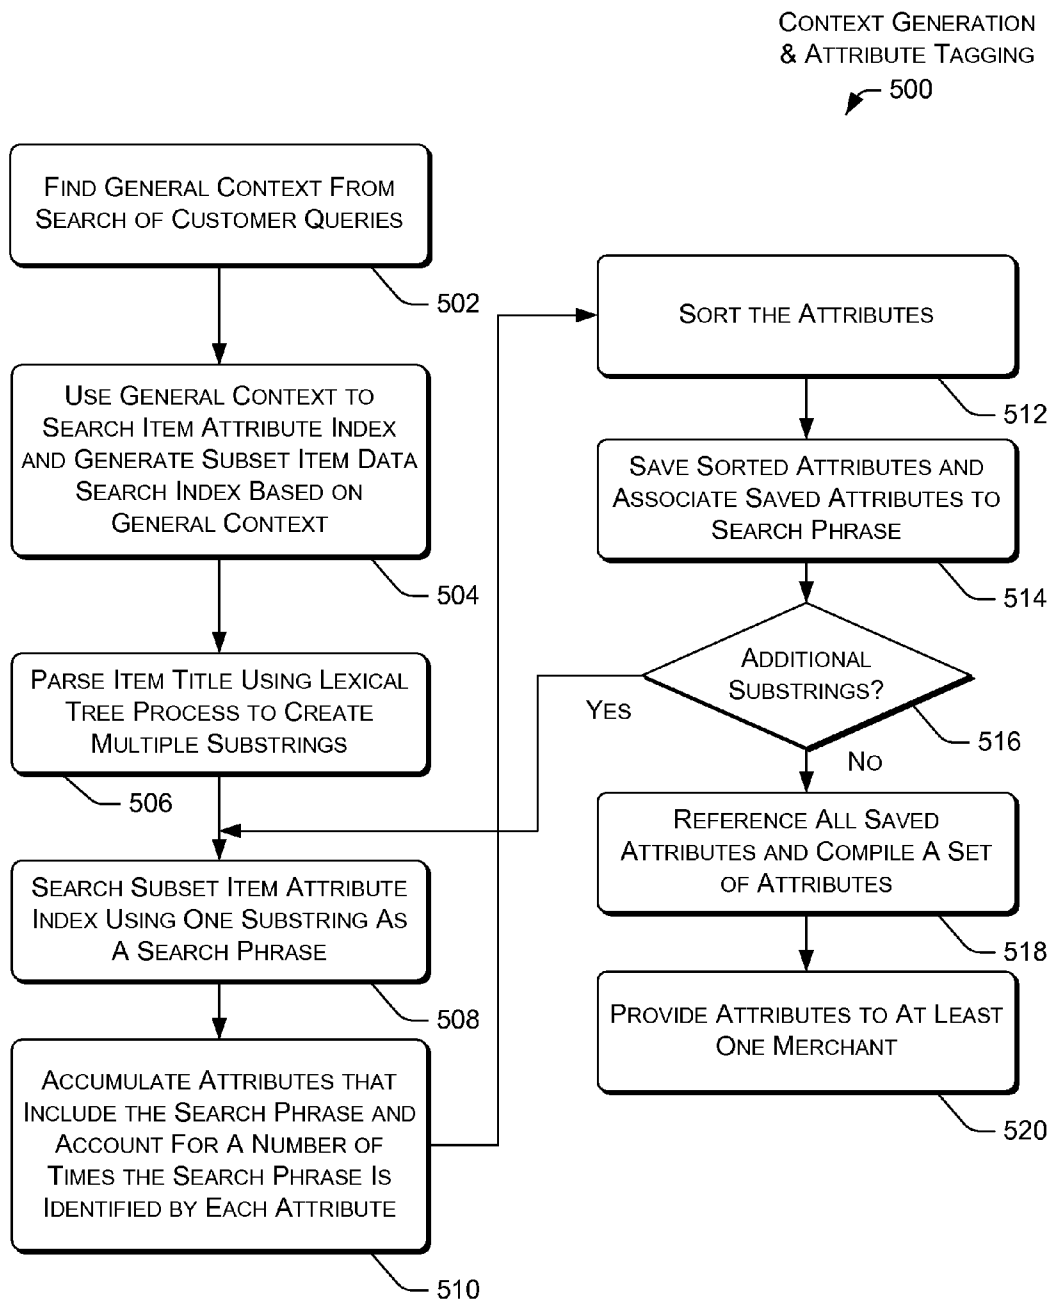 CONTEXT GENERATION
& ATTRIBUTE TAGGING
500
FIND GENERAL CONTEXT FROM
SEARCH OF CUSTOMER QUERIES
502
USE GENERAL CONTEXT TO
SEARCH ITEM ATTRIBUTE INDEX
AND GENERATE SUBSET ITEM DATA
SEARCH INDEX BASED ON
GENERAL CONTEXT
504
PARSE ITEM TITLE USING LEXICAL
TREE PROCESS TO CREATE
MULTIPLE SUBSTRINGS
506
SEARCH SUBSET ITEM ATTRIBUTE
INDEX USING ONE SUBSTRING AS
A SEARCH PHRASE
508
ACCUMULATE ATTRIBUTES THAT
INCLUDE THE SEARCH PHRASE AND
ACCOUNT FOR A NUMBER OF
TIMES THE SEARCH PHRASE IS
IDENTIFIED BY EACH ATTRIBUTE
510
SORT THE ATTRIBUTES
512
SAVE SORTED ATTRIBUTES AND
ASSOCIATE SAVED ATTRIBUTES TO
SEARCH PHRASE
514
ADDITIONAL
SUBSTRINGS?
516
YES
NO
REFERENCE ALL SAVED
ATTRIBUTES AND COMPILE A SET
OF ATTRIBUTES
518
PROVIDE ATTRIBUTES TO AT LEAST
ONE MERCHANT
520